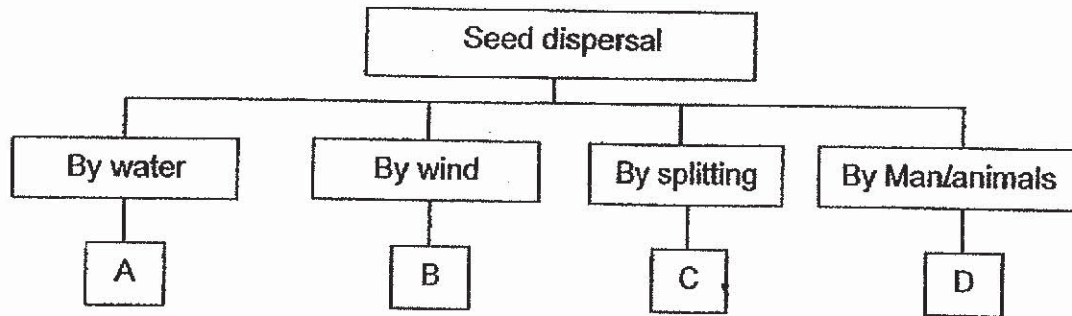 Seed dispersal
By water
By wind
By splitting
By Man/animals
A
B
C
D